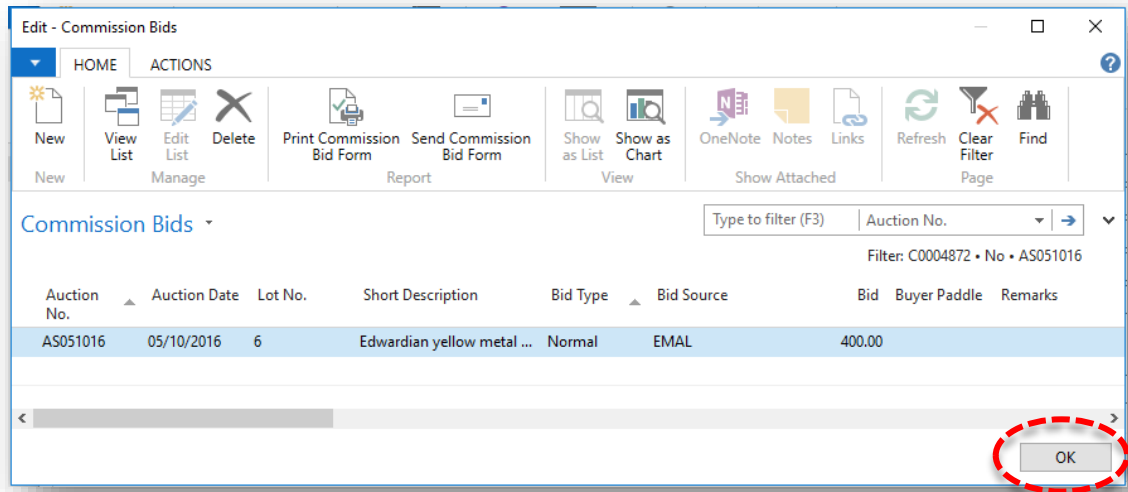 Edit - Commission Bids
HOME ACTIONS
New View List Edit List Delete Print Commission Bid Form Send Commission Bid Form Show as List Show as Chart OneNote Notes Links Refresh Clear Filter Find
New Manage Report View Show Attached Page
Commission Bids
Type to filter (F3) Auction No.
Filter: C0004872 • No • AS051016
Auction No. Auction Date Lot No. Short Description Bid Type Bid Source Bid Buyer Paddle Remarks
AS051016 05/10/2016 6 Edwardian yellow metal ... Normal EMAL 400.00
OK